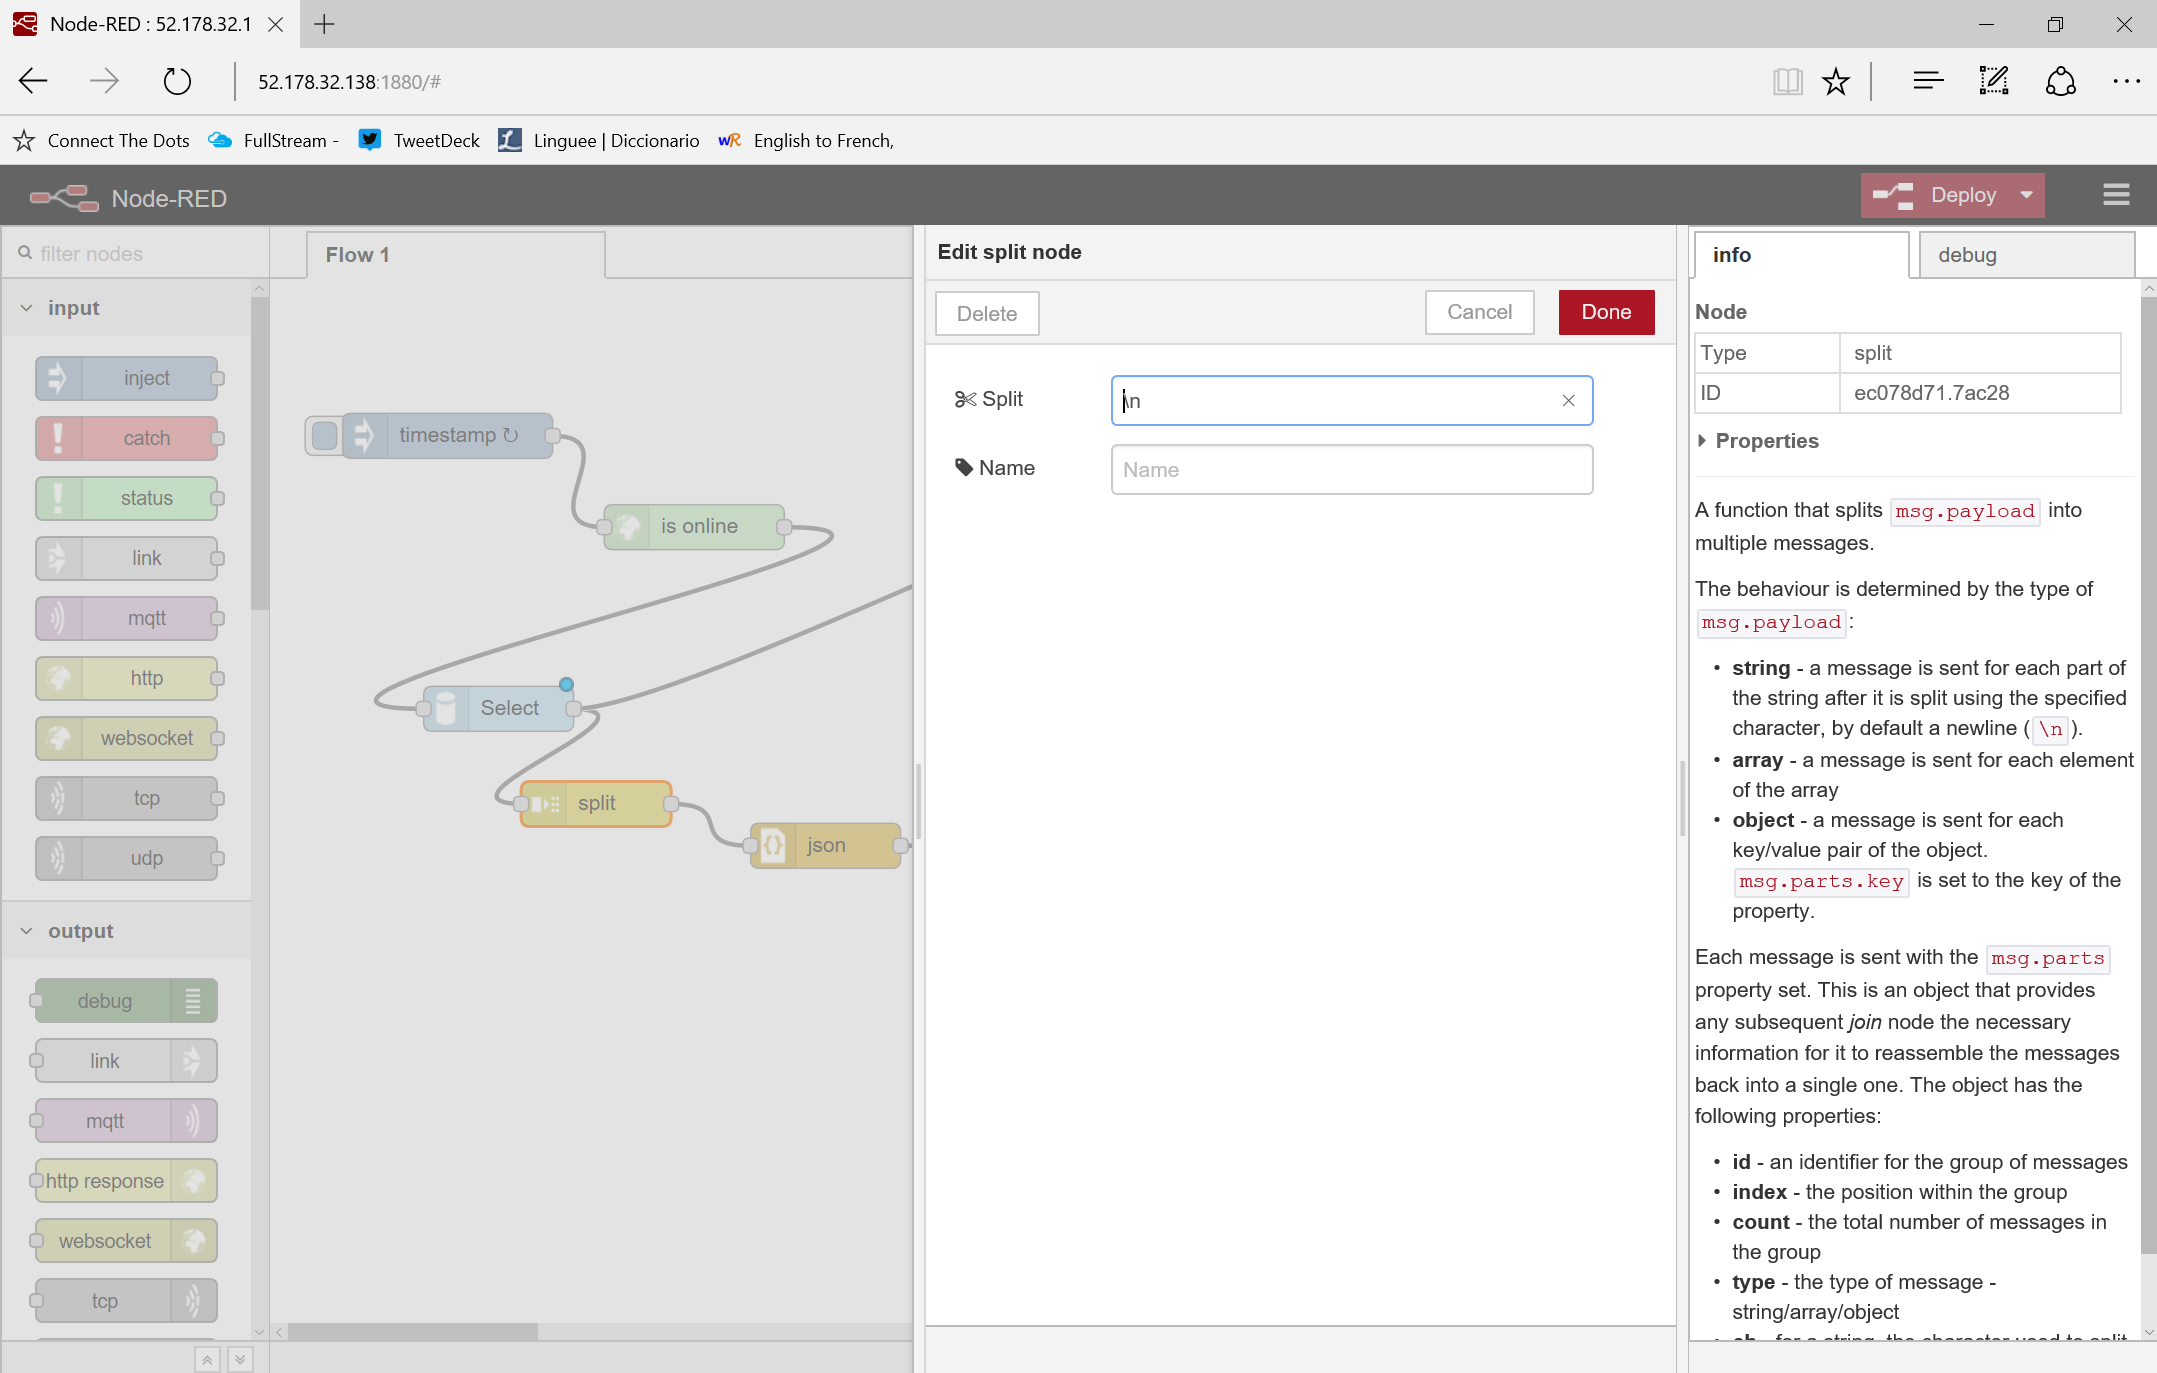 Node-RED : 52.178.32.1
52.178.32.138:1880/#
Connect The Dots
FullStream -
TweetDeck
Linguee | Diccionario
English to French,
Node-RED
Deploy
filter nodes
input
inject
catch
status
link
mqtt
http
websocket
tcp
udp
output
debug
link
mqtt
http response
websocket
tcp
Flow 1
timestamp ↻
is online
Select
split
json
Edit split node
Delete
Cancel
Done
Split
\n
Name
Name
info
debug
Node
Type split
ID ec078d71.7ac28
Properties
A function that splits msg.payload into
multiple messages.
The behaviour is determined by the type of
msg.payload:
• string - a message is sent for each part of
the string after it is split using the specified
character, by default a newline (\n).
• array - a message is sent for each element
of the array
• object - a message is sent for each
key/value pair of the object.
msg.parts.key is set to the key of the
property.
Each message is sent with the msg.parts
property set. This is an object that provides
any subsequent join node the necessary
information for it to reassemble the messages
back into a single one. The object has the
following properties:
• id - an identifier for the group of messages
• index - the position within the group
• count - the total number of messages in
the group
• type - the type of message -
string/array/object
• ch - for a string, the character used to split